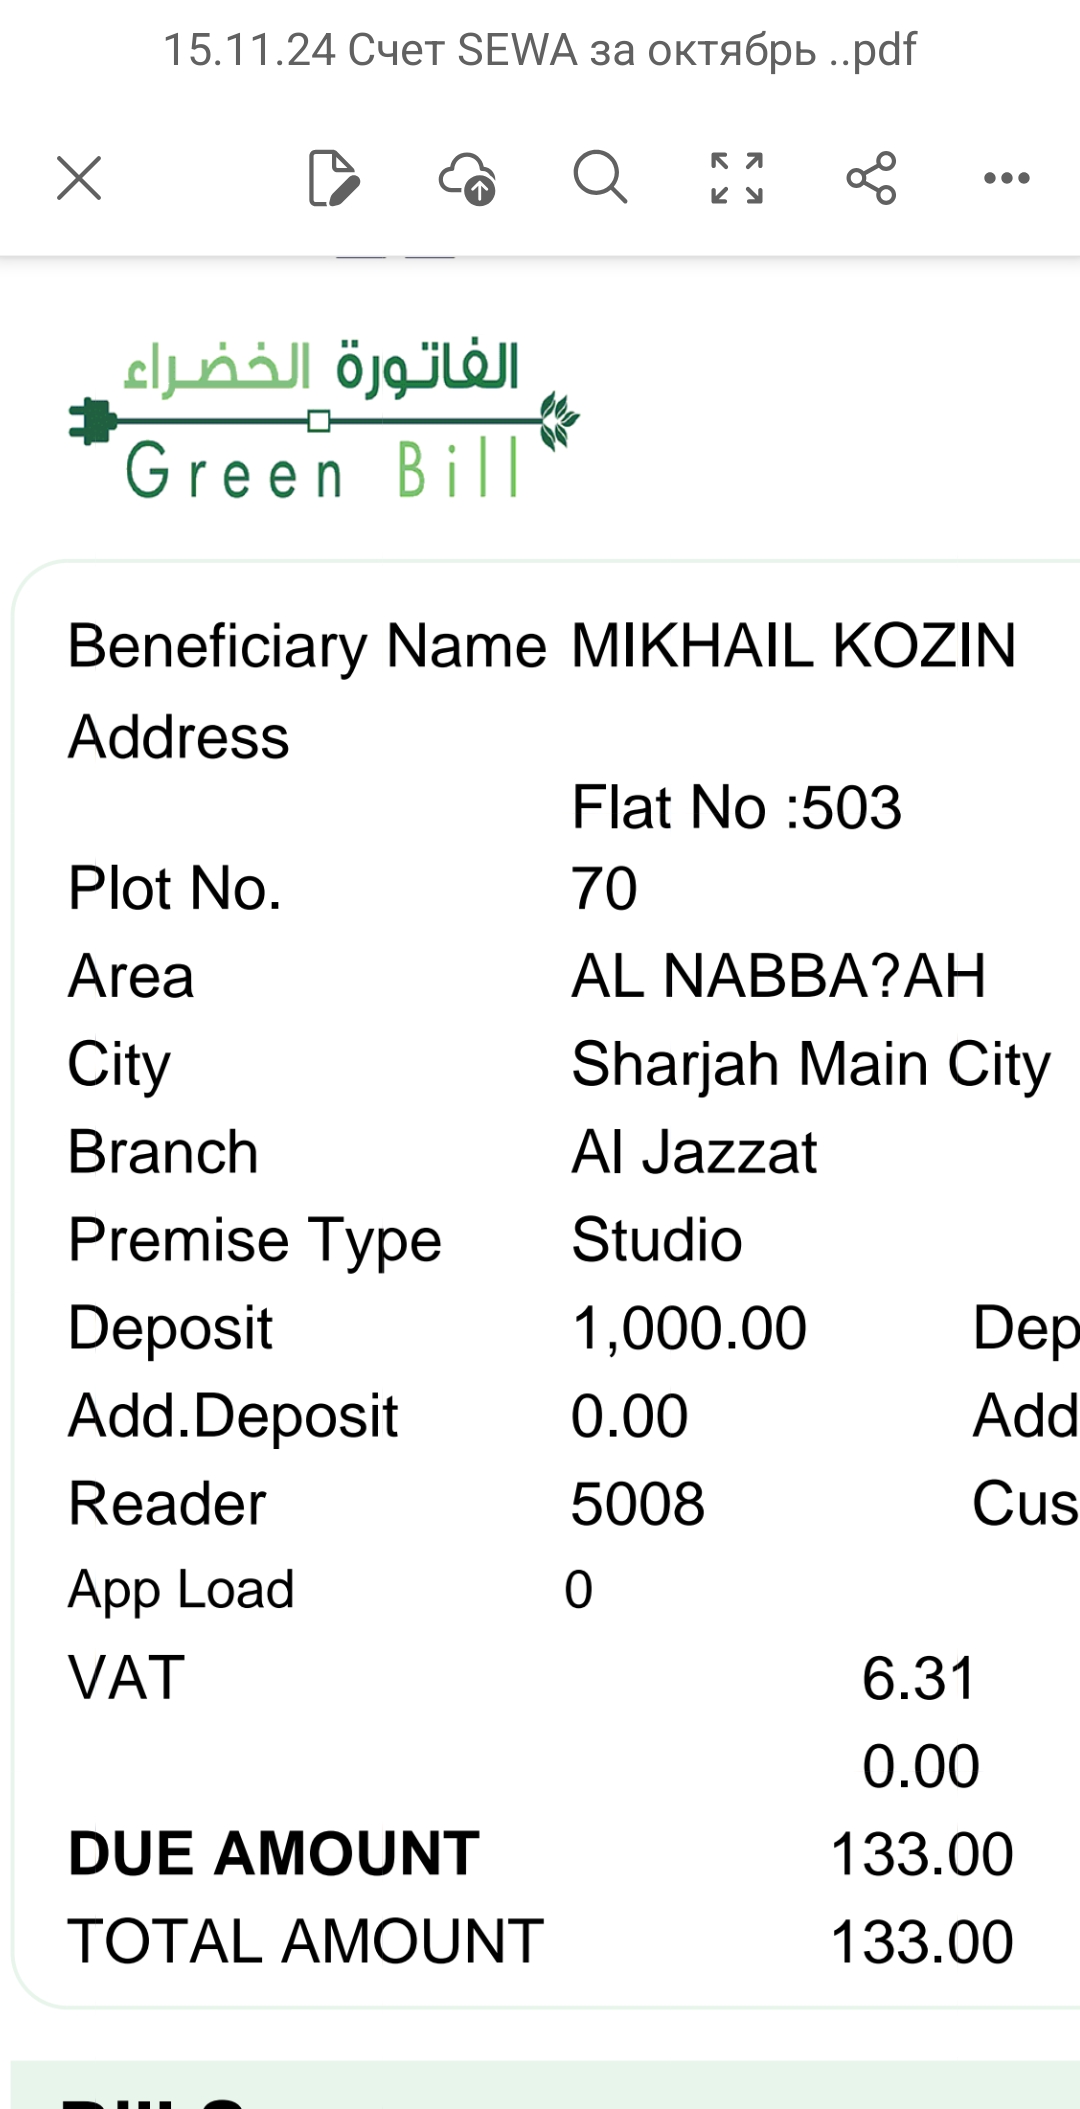 15.11.24 Счет SEWA за октябрь ..pdf
الفاتورة الخضراء
Green Bill
Beneficiary Name MIKHAIL KOZIN
Address
Flat No :503
Plot No. 70
Area AL NABBA?AH
City Sharjah Main City
Branch Al Jazzat
Premise Type Studio
Deposit 1,000.00 Dep
Add.Deposit 0.00 Add
Reader 5008 Cus
App Load 0
VAT 6.31
0.00
DUE AMOUNT 133.00
TOTAL AMOUNT 133.00